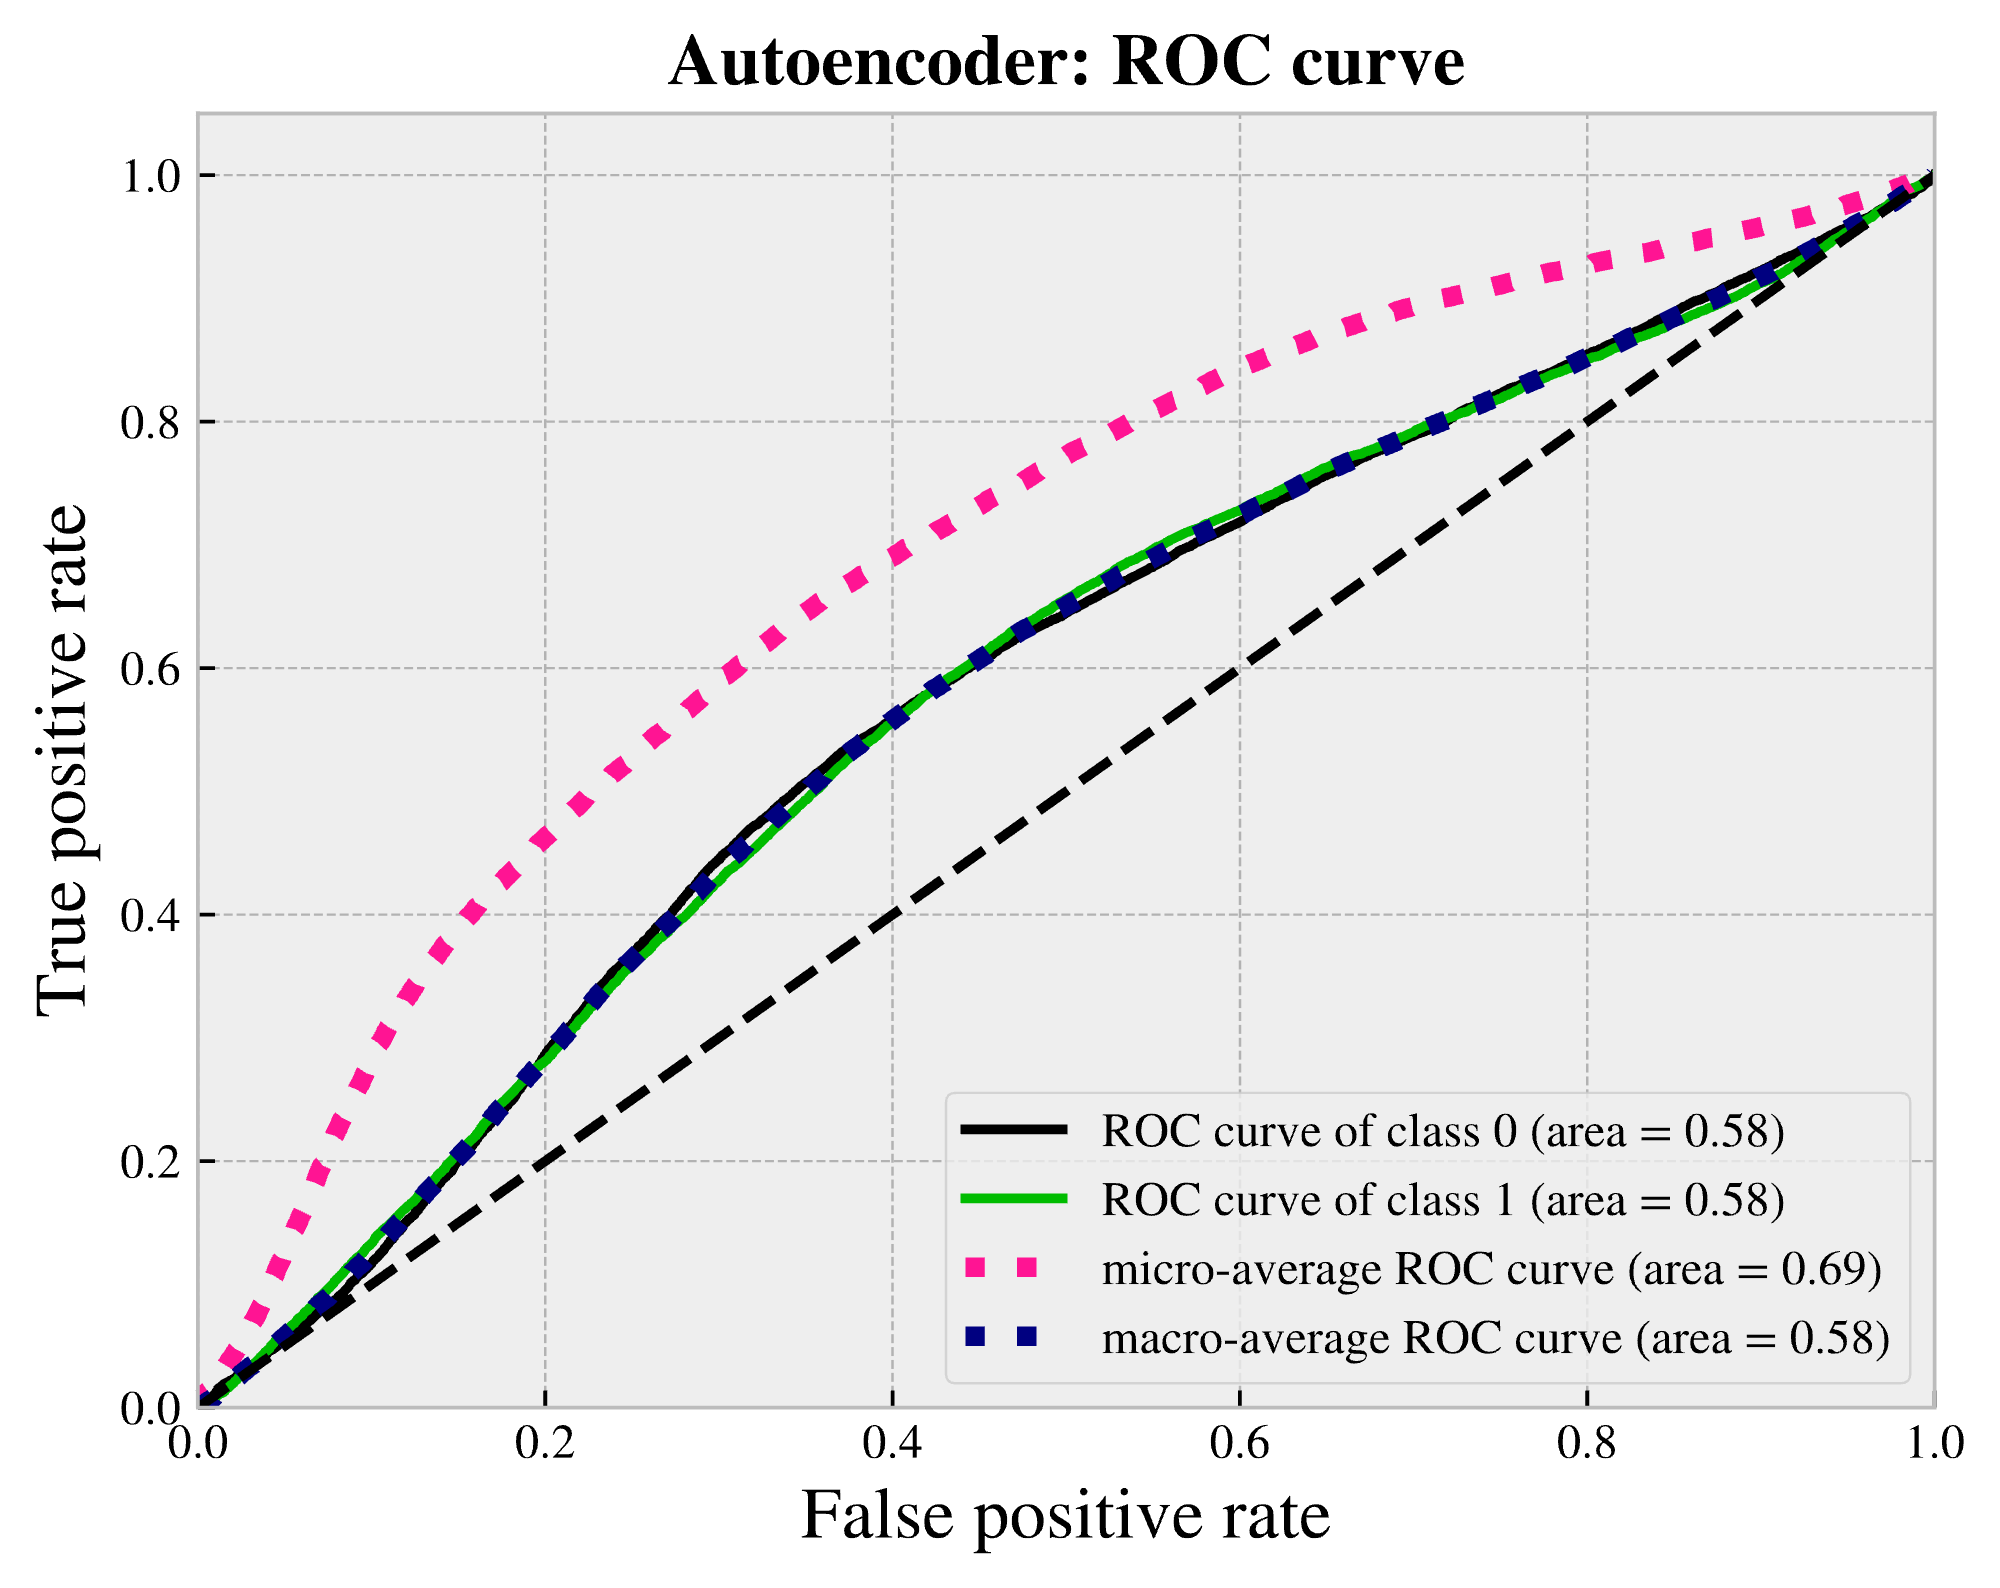 Autoencoder: ROC curve
True positive rate
1.0
0.8
0.6
0.4
0.2
0.0
0.0 0.2 0.4 0.6 0.8 1.0
False positive rate
ROC curve of class 0 (area = 0.58)
ROC curve of class 1 (area = 0.58)
micro-average ROC curve (area = 0.69)
macro-average ROC curve (area = 0.58)